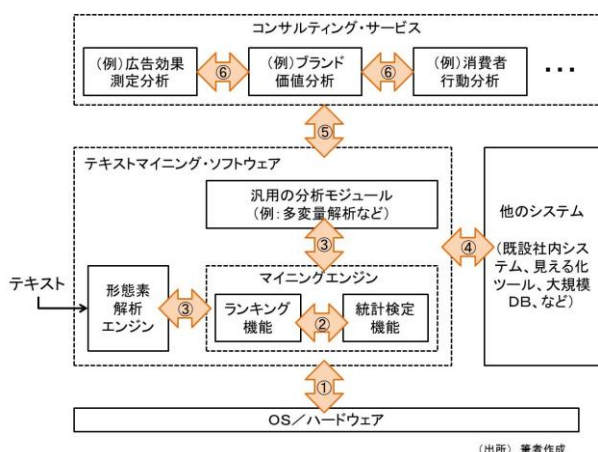 コンサルティング・サービス
(例)広告効果
測定分析
⑥
(例)ブランド
価値分析
⑥
(例)消費者
行動分析
・・・
⑤
テキストマイニング・ソフトウェア
汎用の分析モジュール
(例:多変量解析など)
他のシステム
(既設社内シス
テム、見える化
ツール、大規模
DB、など)
④
③
テキスト
形態素
解析
エンジン
③
マイニングエンジン
ランキング
機能
②
統計検定
機能
①
OS/ハードウェア
(出所) 筆者作成